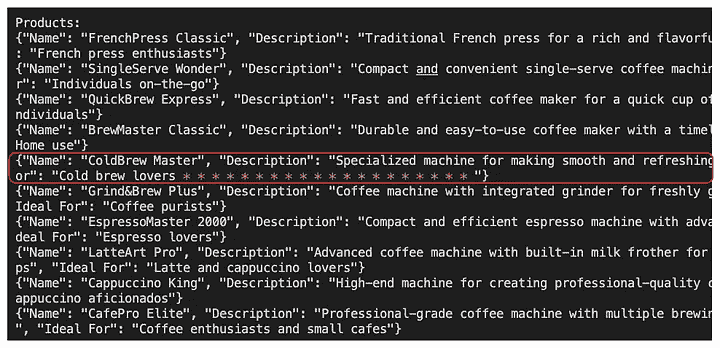 Products:
{"Name": "FrenchPress Classic", "Description": "Traditional French press for a rich and flavorfu
: "French press enthusiasts"}
{"Name": "SingleServe Wonder", "Description": "Compact and convenient single-serve coffee machin
r": "Individuals on-the-go"}
{"Name": "QuickBrew Express", "Description": "Fast and efficient coffee maker for a quick cup of
ndividuals"}
{"Name": "BrewMaster Classic", "Description": "Durable and easy-to-use coffee maker with a timel
Home use"}
{"Name": "ColdBrew Master", "Description": "Specialized machine for making smooth and refreshing
or": "Cold brew lovers * * * * * * * * * * * * * * * * * * * * "}
{"Name": "Grind&Brew Plus", "Description": "Coffee machine with integrated grinder for freshly g
Ideal For": "Coffee purists"}
{"Name": "EspressoMaster 2000", "Description": "Compact and efficient espresso machine with adva
deal For": "Espresso lovers"}
{"Name": "LatteArt Pro", "Description": "Advanced coffee machine with built-in milk frother for
ps", "Ideal For": "Latte and cappuccino lovers"}
{"Name": "Cappuccino King", "Description": "High-end machine for creating professional-quality c
appuccino aficionados"}
{"Name": "CafePro Elite", "Description": "Professional-grade coffee machine with multiple brewin
", "Ideal For": "Coffee enthusiasts and small cafes"}